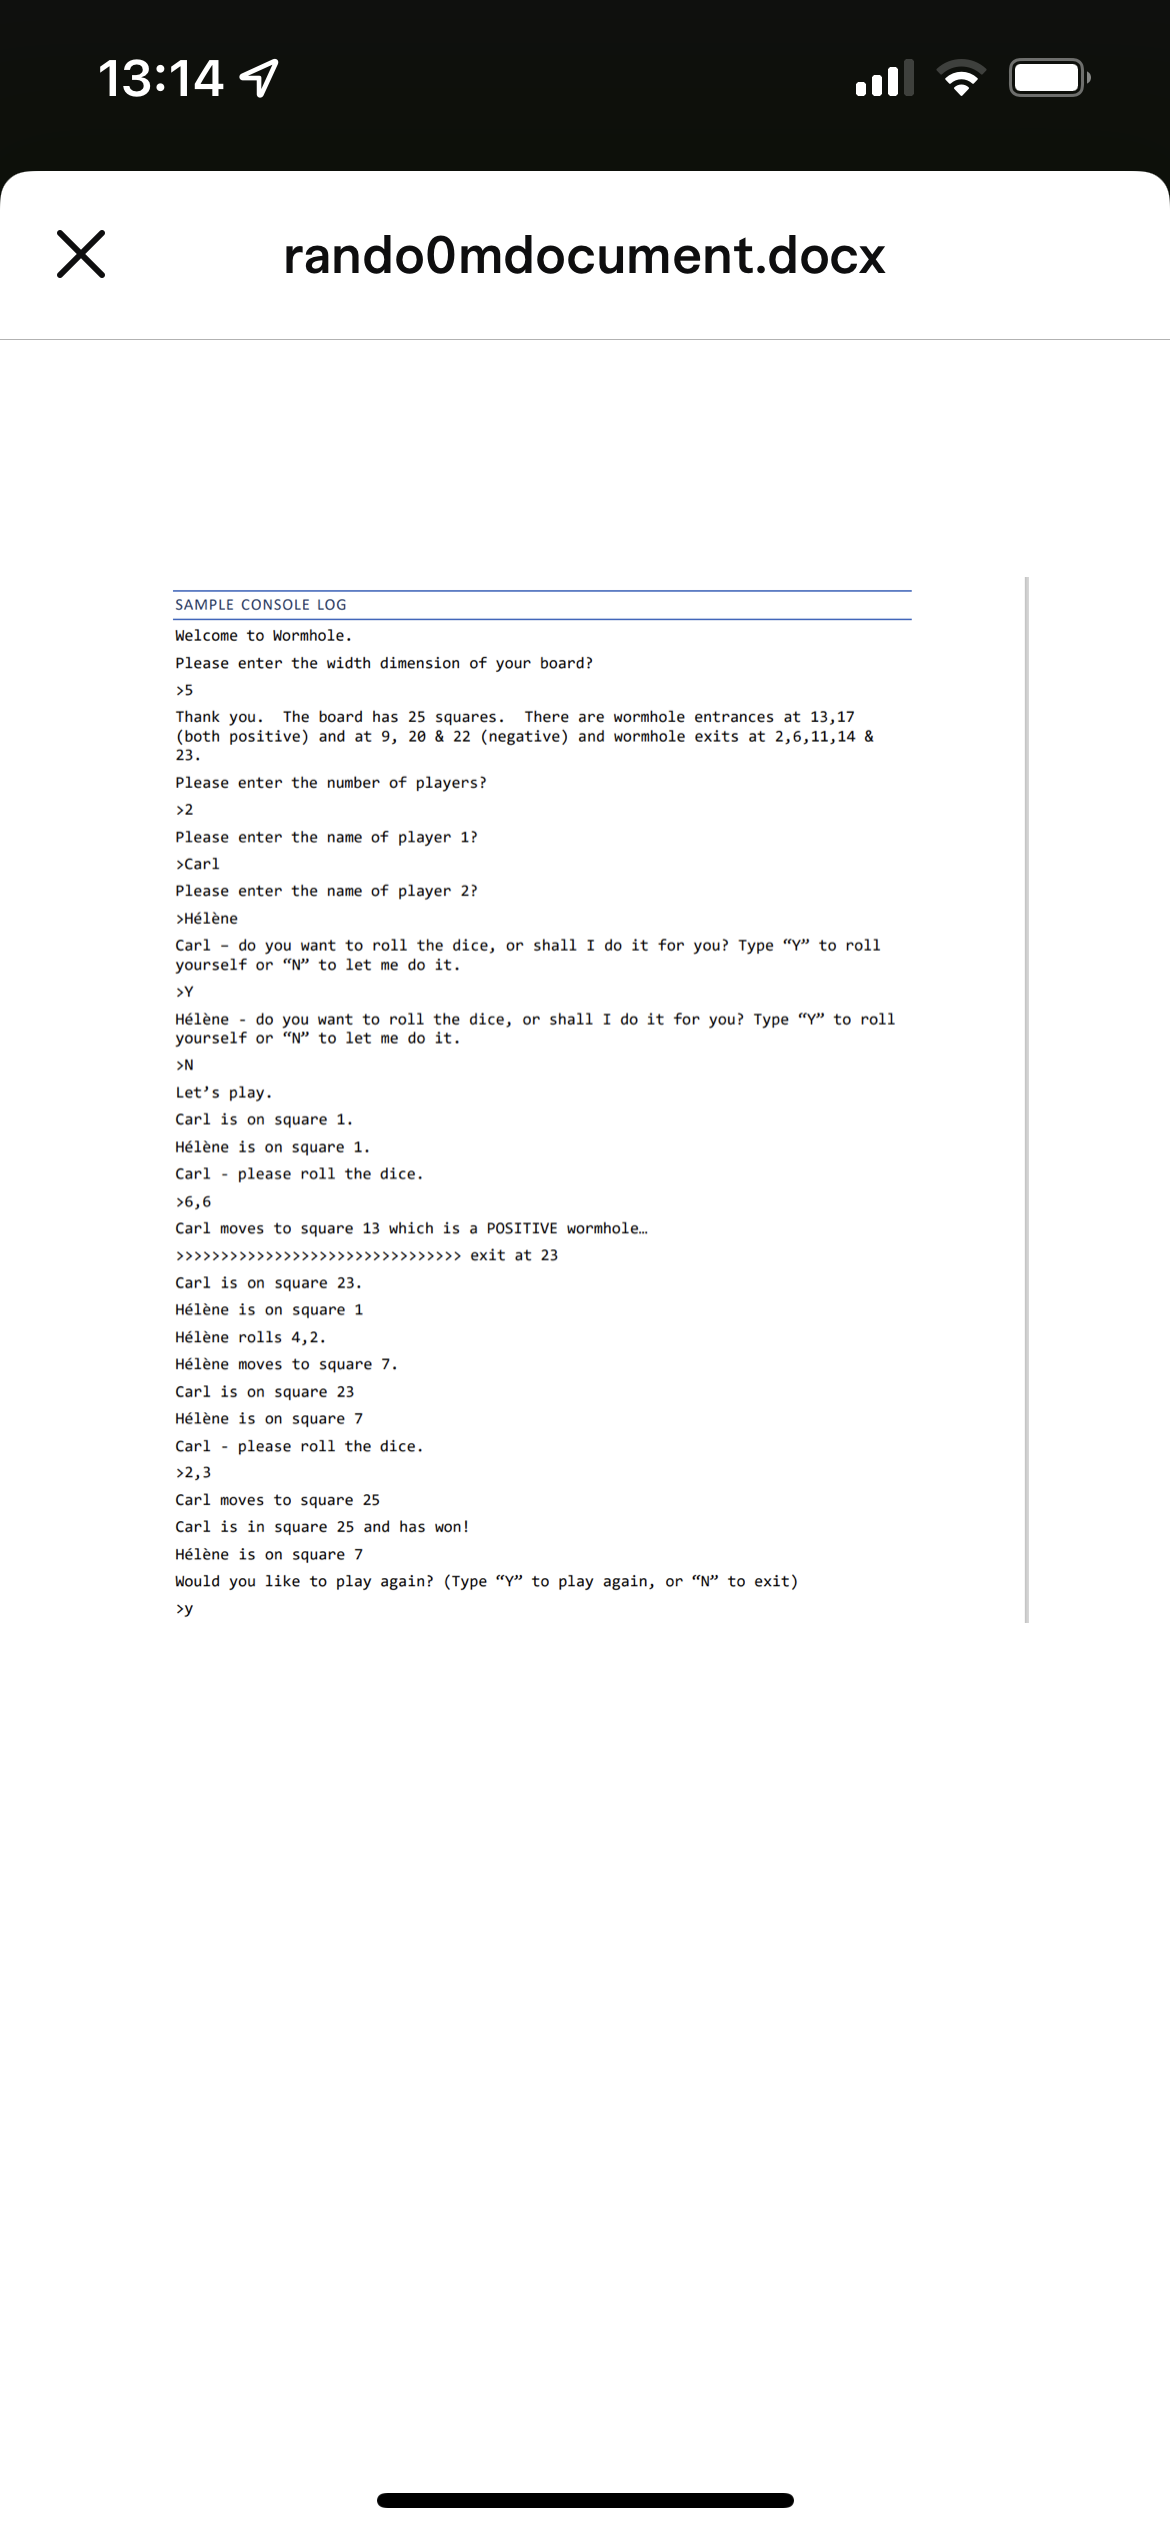 13:14
rando0mdocument.docx
SAMPLE CONSOLE LOG
Welcome to Wormhole.
Please enter the width dimension of your board?
>5
Thank you.  The board has 25 squares.  There are wormhole entrances at 13,17
(both positive) and at 9, 20 & 22 (negative) and wormhole exits at 2,6,11,14 &
23.
Please enter the number of players?
>2
Please enter the name of player 1?
>Carl
Please enter the name of player 2?
>Hélène
Carl – do you want to roll the dice, or shall I do it for you? Type “Y” to roll
yourself or “N” to let me do it.
>Y
Hélène - do you want to roll the dice, or shall I do it for you? Type “Y” to roll
yourself or “N” to let me do it.
>N
Let’s play.
Carl is on square 1.
Hélène is on square 1.
Carl - please roll the dice.
>6,6
Carl moves to square 13 which is a POSITIVE wormhole…
>>>>>>>>>>>>>>>>>>>>>>>>>>>>>>>> exit at 23
Carl is on square 23.
Hélène is on square 1
Hélène rolls 4,2.
Hélène moves to square 7.
Carl is on square 23
Hélène is on square 7
Carl - please roll the dice.
>2,3
Carl moves to square 25
Carl is in square 25 and has won!
Hélène is on square 7
Would you like to play again? (Type “Y” to play again, or “N” to exit)
>y